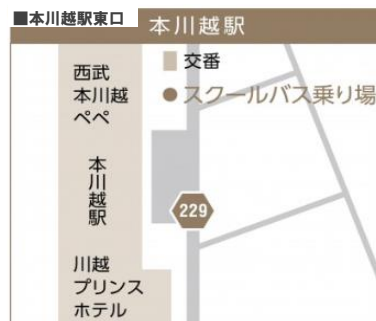 ■本川越駅東口
本川越駅
交番
スクールバス乗り場
西武
本川越
ペペ
本川越駅
229
川越
プリンス
ホテル